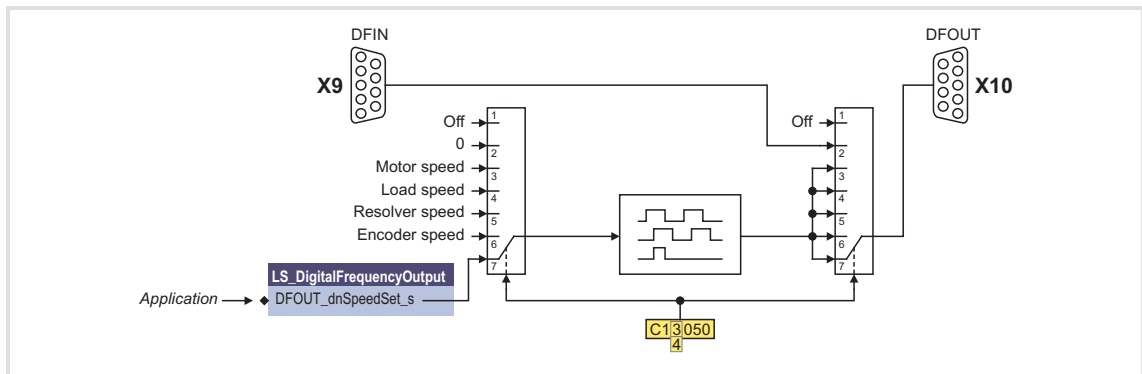 DFIN
DFOUT
X9
X10
Off
1
0
2
Motor speed
3
Load speed
4
Resolver speed
5
Encoder speed
6
7
Off
1
2
3
4
5
6
7
LS_DigitalFrequencyOutput
Application
DFOUT_dnSpeedSet_s
C13050
4